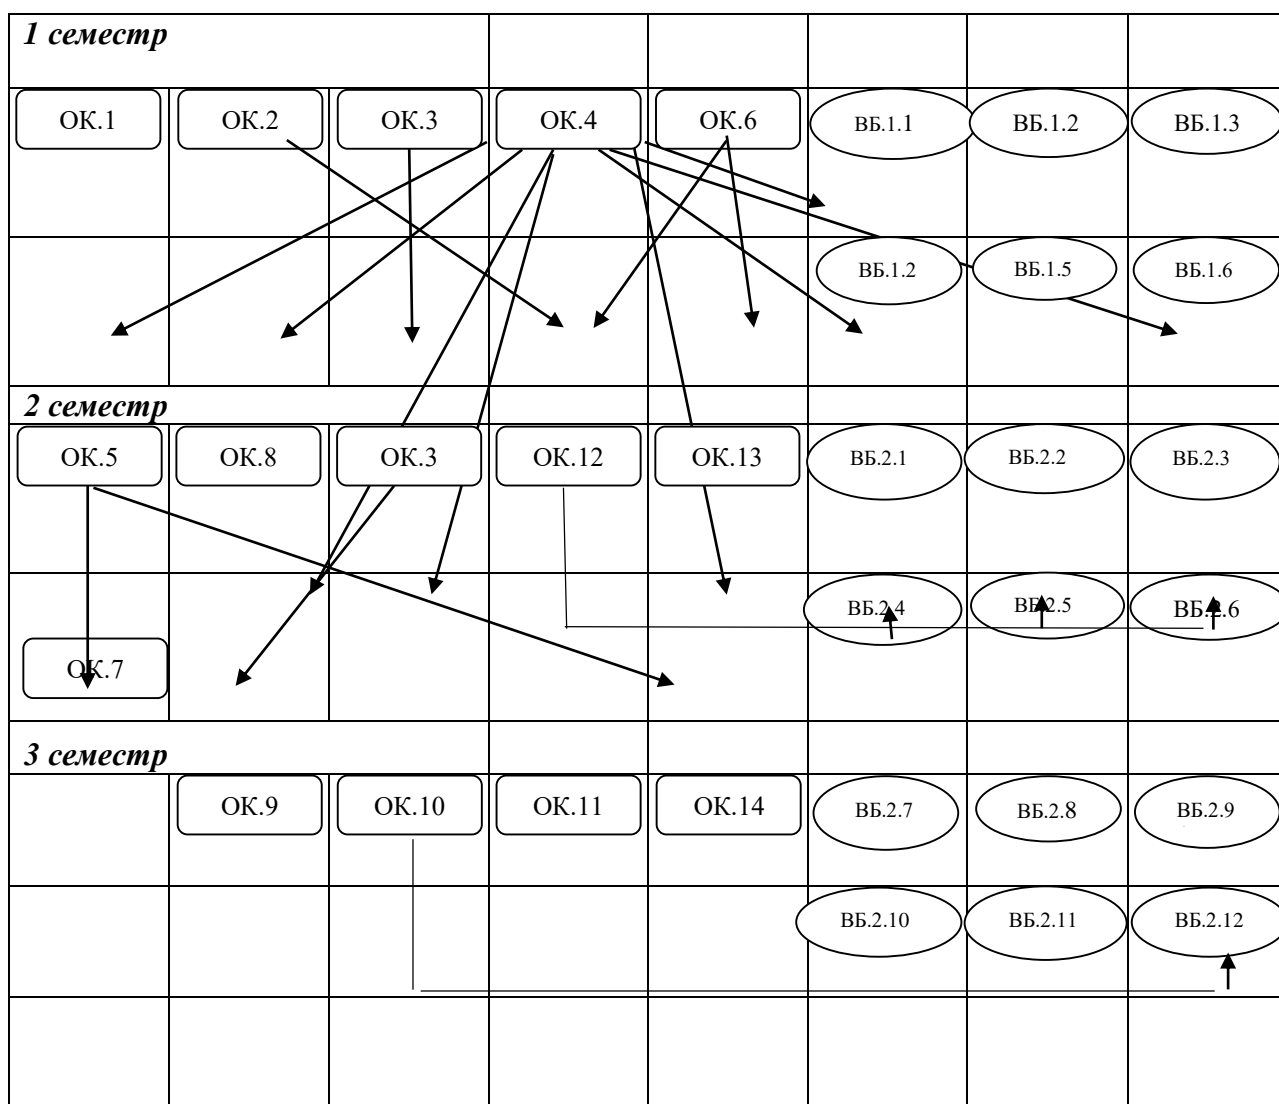 1 семестр
ОК.1 ОК.2 ОК.3 ОК.4 ОК.6 ВБ.1.1 ВБ.1.2 ВБ.1.3
ВБ.1.2 ВБ.1.5 ВБ.1.6
2 семестр
ОК.5 ОК.8 ОК.3 ОК.12 ОК.13 ВБ.2.1 ВБ.2.2 ВБ.2.3
ВБ.2.4 ВБ.2.5 ВБ.2.6
ОК.7
3 семестр
ОК.9 ОК.10 ОК.11 ОК.14 ВБ.2.7 ВБ.2.8 ВБ.2.9
ВБ.2.10 ВБ.2.11 ВБ.2.12